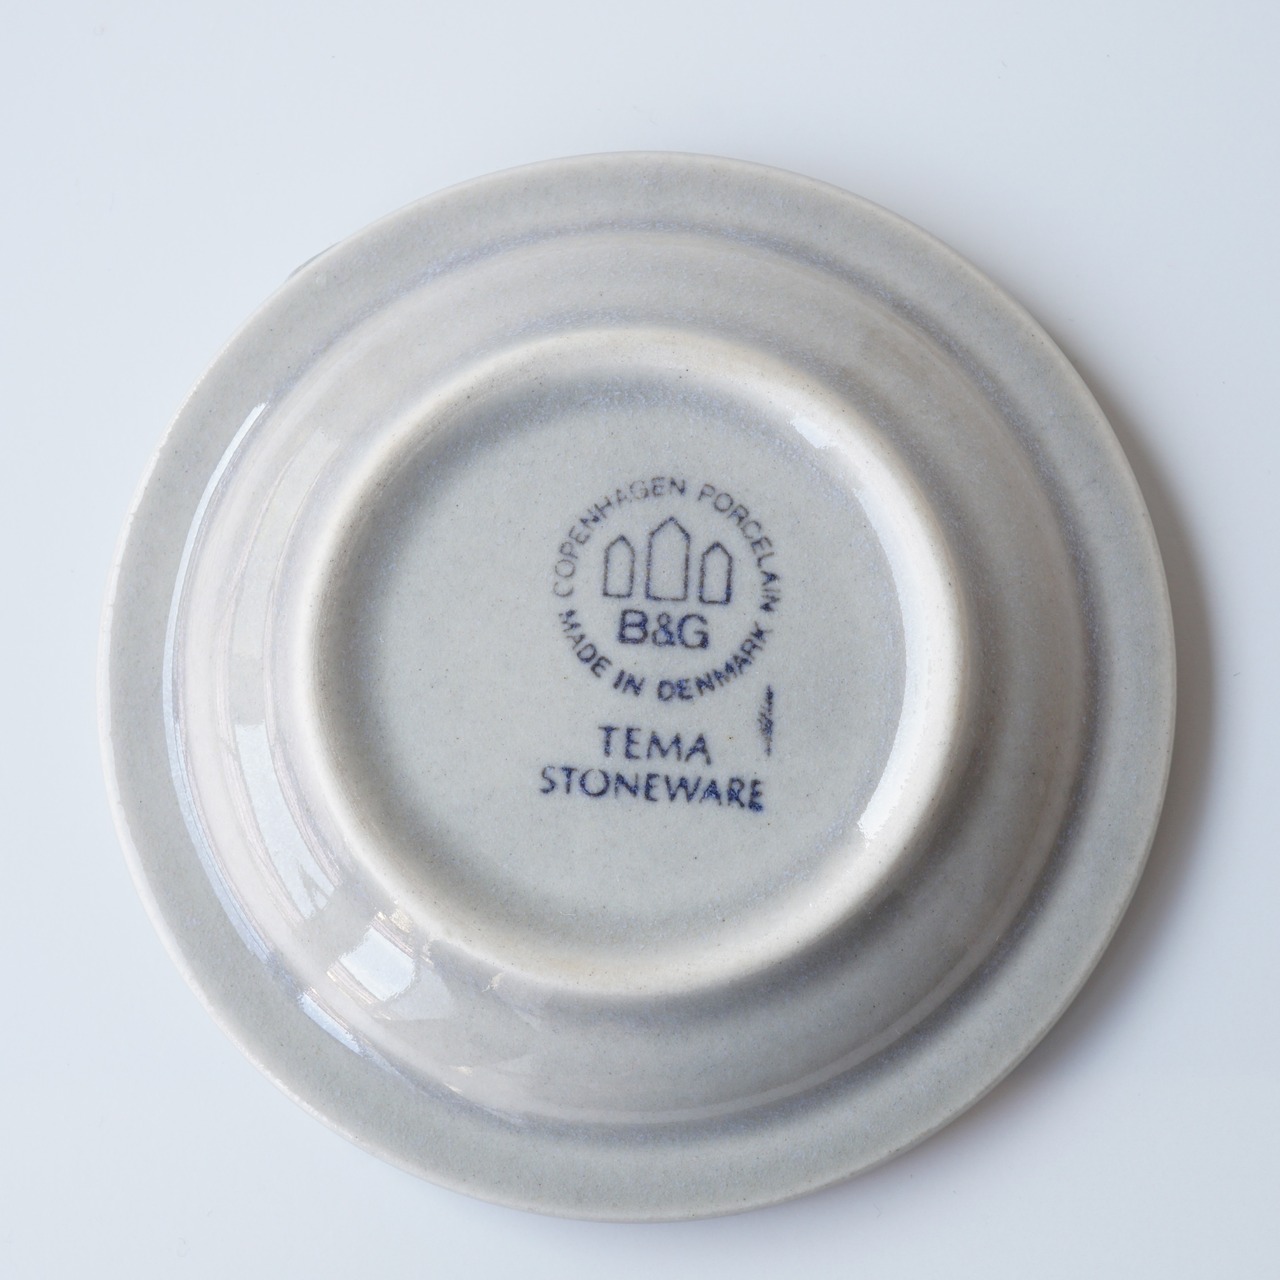 COPENHAGEN PORCELAIN
B&G
MADE IN DENMARK
TEMA
STONEWARE